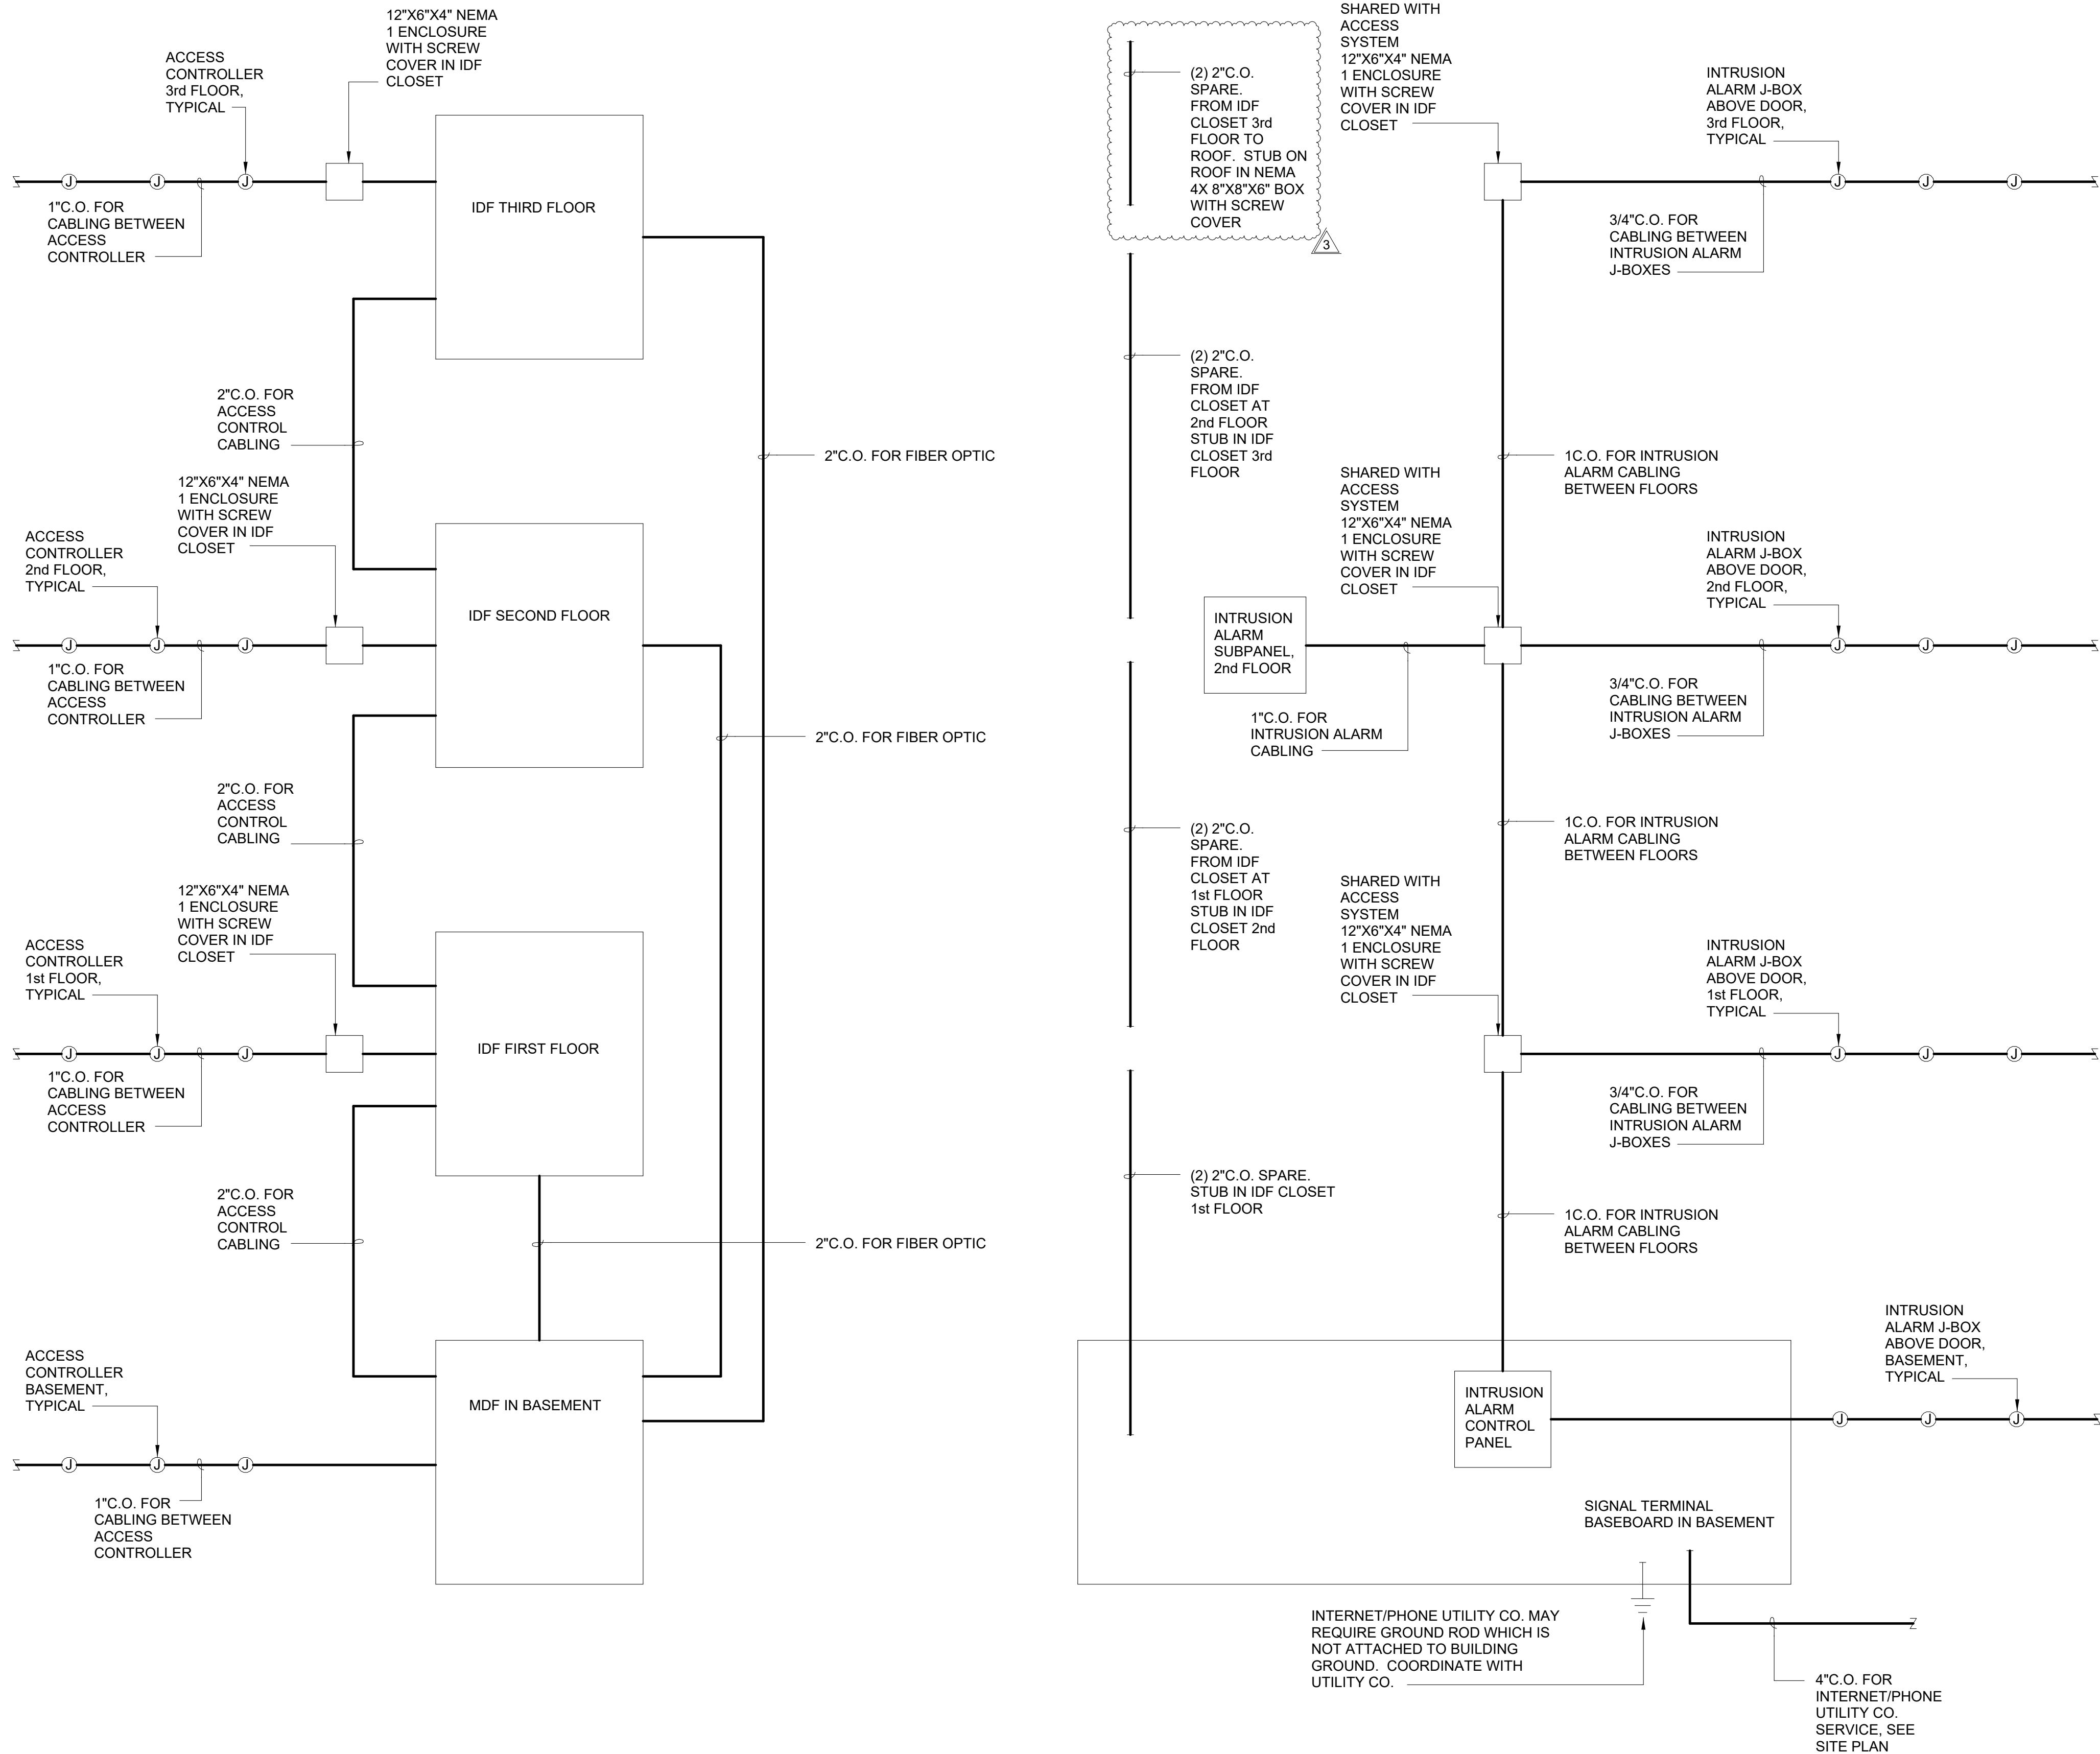 12"X6"X4" NEMA
1 ENCLOSURE
WITH SCREW
COVER IN IDF
CLOSET
ACCESS
CONTROLLER
3rd FLOOR,
TYPICAL
J
J
J
1"C.O. FOR
CABLING BETWEEN
ACCESS
CONTROLLER
IDF THIRD FLOOR
2"C.O. FOR
ACCESS
CONTROL
CABLING
2"C.O. FOR FIBER OPTIC
12"X6"X4" NEMA
1 ENCLOSURE
WITH SCREW
COVER IN IDF
CLOSET
ACCESS
CONTROLLER
2nd FLOOR,
TYPICAL
J
J
J
1"C.O. FOR
CABLING BETWEEN
ACCESS
CONTROLLER
IDF SECOND FLOOR
2"C.O. FOR FIBER OPTIC
2"C.O. FOR
ACCESS
CONTROL
CABLING
12"X6"X4" NEMA
1 ENCLOSURE
WITH SCREW
COVER IN IDF
CLOSET
ACCESS
CONTROLLER
1st FLOOR,
TYPICAL
J
J
J
1"C.O. FOR
CABLING BETWEEN
ACCESS
CONTROLLER
IDF FIRST FLOOR
2"C.O. FOR
ACCESS
CONTROL
CABLING
2"C.O. FOR FIBER OPTIC
ACCESS
CONTROLLER
BASEMENT,
TYPICAL
J
J
J
1"C.O. FOR
CABLING BETWEEN
ACCESS
CONTROLLER
MDF IN BASEMENT
(2) 2"C.O.
SPARE.
FROM IDF
CLOSET 3rd
FLOOR TO
ROOF. STUB ON
ROOF IN NEMA
4X 8"X8"X6" BOX
WITH SCREW
COVER
3
(2) 2"C.O.
SPARE.
FROM IDF
CLOSET AT
2nd FLOOR
STUB IN IDF
CLOSET 3rd
FLOOR
(2) 2"C.O.
SPARE.
FROM IDF
CLOSET AT
1st FLOOR
STUB IN IDF
CLOSET 2nd
FLOOR
(2) 2"C.O. SPARE.
STUB IN IDF CLOSET
1st FLOOR
SHARED WITH
ACCESS
SYSTEM
12"X6"X4" NEMA
1 ENCLOSURE
WITH SCREW
COVER IN IDF
CLOSET
INTRUSION
ALARM J-BOX
ABOVE DOOR,
3rd FLOOR,
TYPICAL
J
J
J
3/4"C.O. FOR
CABLING BETWEEN
INTRUSION ALARM
J-BOXES
1C.O. FOR INTRUSION
ALARM CABLING
BETWEEN FLOORS
SHARED WITH
ACCESS
SYSTEM
12"X6"X4" NEMA
1 ENCLOSURE
WITH SCREW
COVER IN IDF
CLOSET
INTRUSION
ALARM J-BOX
ABOVE DOOR,
2nd FLOOR,
TYPICAL
INTRUSION
ALARM
SUBPANEL,
2nd FLOOR
J
J
J
1"C.O. FOR
INTRUSION ALARM
CABLING
3/4"C.O. FOR
CABLING BETWEEN
INTRUSION ALARM
J-BOXES
1C.O. FOR INTRUSION
ALARM CABLING
BETWEEN FLOORS
SHARED WITH
ACCESS
SYSTEM
12"X6"X4" NEMA
1 ENCLOSURE
WITH SCREW
COVER IN IDF
CLOSET
INTRUSION
ALARM J-BOX
ABOVE DOOR,
1st FLOOR,
TYPICAL
J
J
J
3/4"C.O. FOR
CABLING BETWEEN
INTRUSION ALARM
J-BOXES
1C.O. FOR INTRUSION
ALARM CABLING
BETWEEN FLOORS
INTRUSION
ALARM J-BOX
ABOVE DOOR,
BASEMENT,
TYPICAL
INTRUSION
ALARM
CONTROL
PANEL
J
J
J
SIGNAL TERMINAL
BASEBOARD IN BASEMENT
INTERNET/PHONE UTILITY CO. MAY
REQUIRE GROUND ROD WHICH IS
NOT ATTACHED TO BUILDING
GROUND. COORDINATE WITH
UTILITY CO.
4"C.O. FOR
INTERNET/PHONE
UTILITY CO.
SERVICE, SEE
SITE PLAN